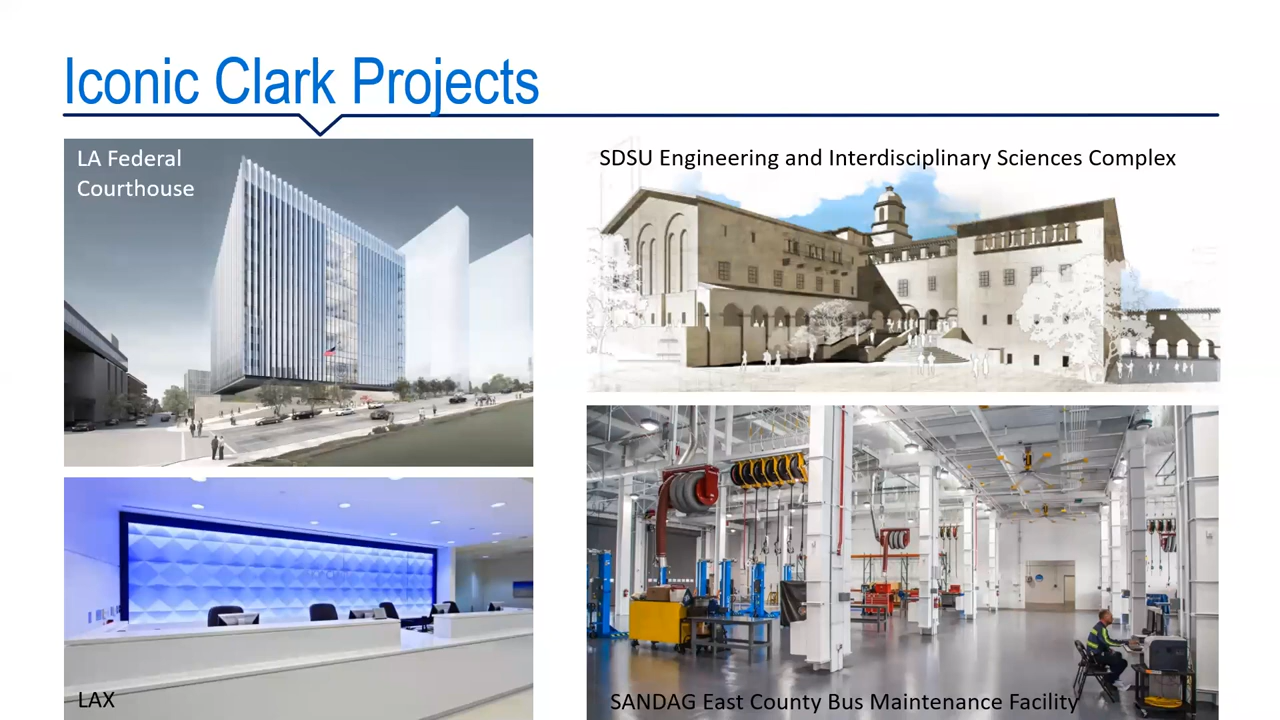 Iconic Clark Projects
LA Federal
Courthouse
SDSU Engineering and Interdisciplinary Sciences Complex
LAX
SANDAG East County Bus Maintenance Facility